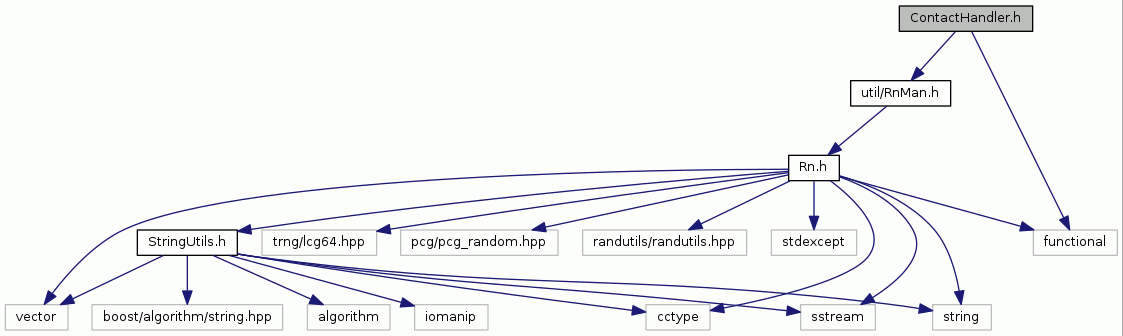 ContactHandler.h
util/RnMan.h
Rn.h
StringUtils.h
trng/lcg64.hpp
pcg/pcg_random.hpp
randutils/randutils.hpp
stdexcept
functional
vector
boost/algorithm/string.hpp
algorithm
iomanip
cctype
sstream
string